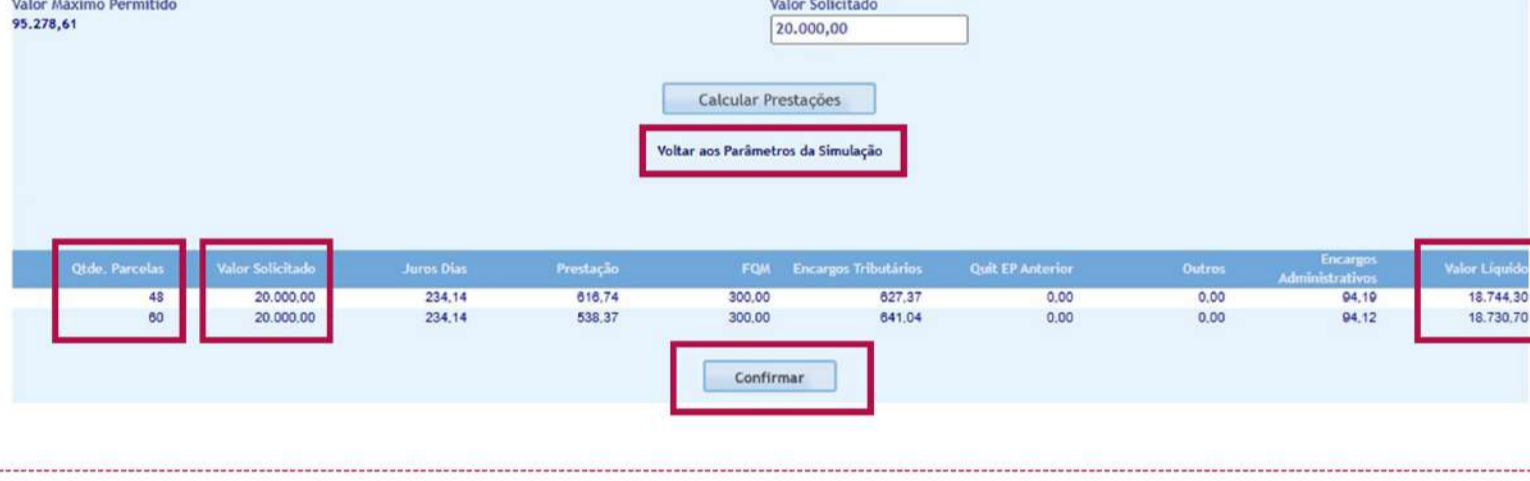 Valor Máximo Permitido Valor Solicitado
95.278,61 20.000,00
Calcular Prestações
Voltar aos Parâmetros da Simulação
Qtde. Parcelas Valor Solicitado Juros Dias Prestação FQM Encargos Tributários Quit EP Anterior Outros Encargos Administrativos Valor Líquido
48 20.000,00 234,14 616,74 300,00 627,37 0,00 0,00 94,19 18.744,30
60 20.000,00 234,14 538,37 300,00 641,04 0,00 0,00 94,12 18.730,70
Confirmar